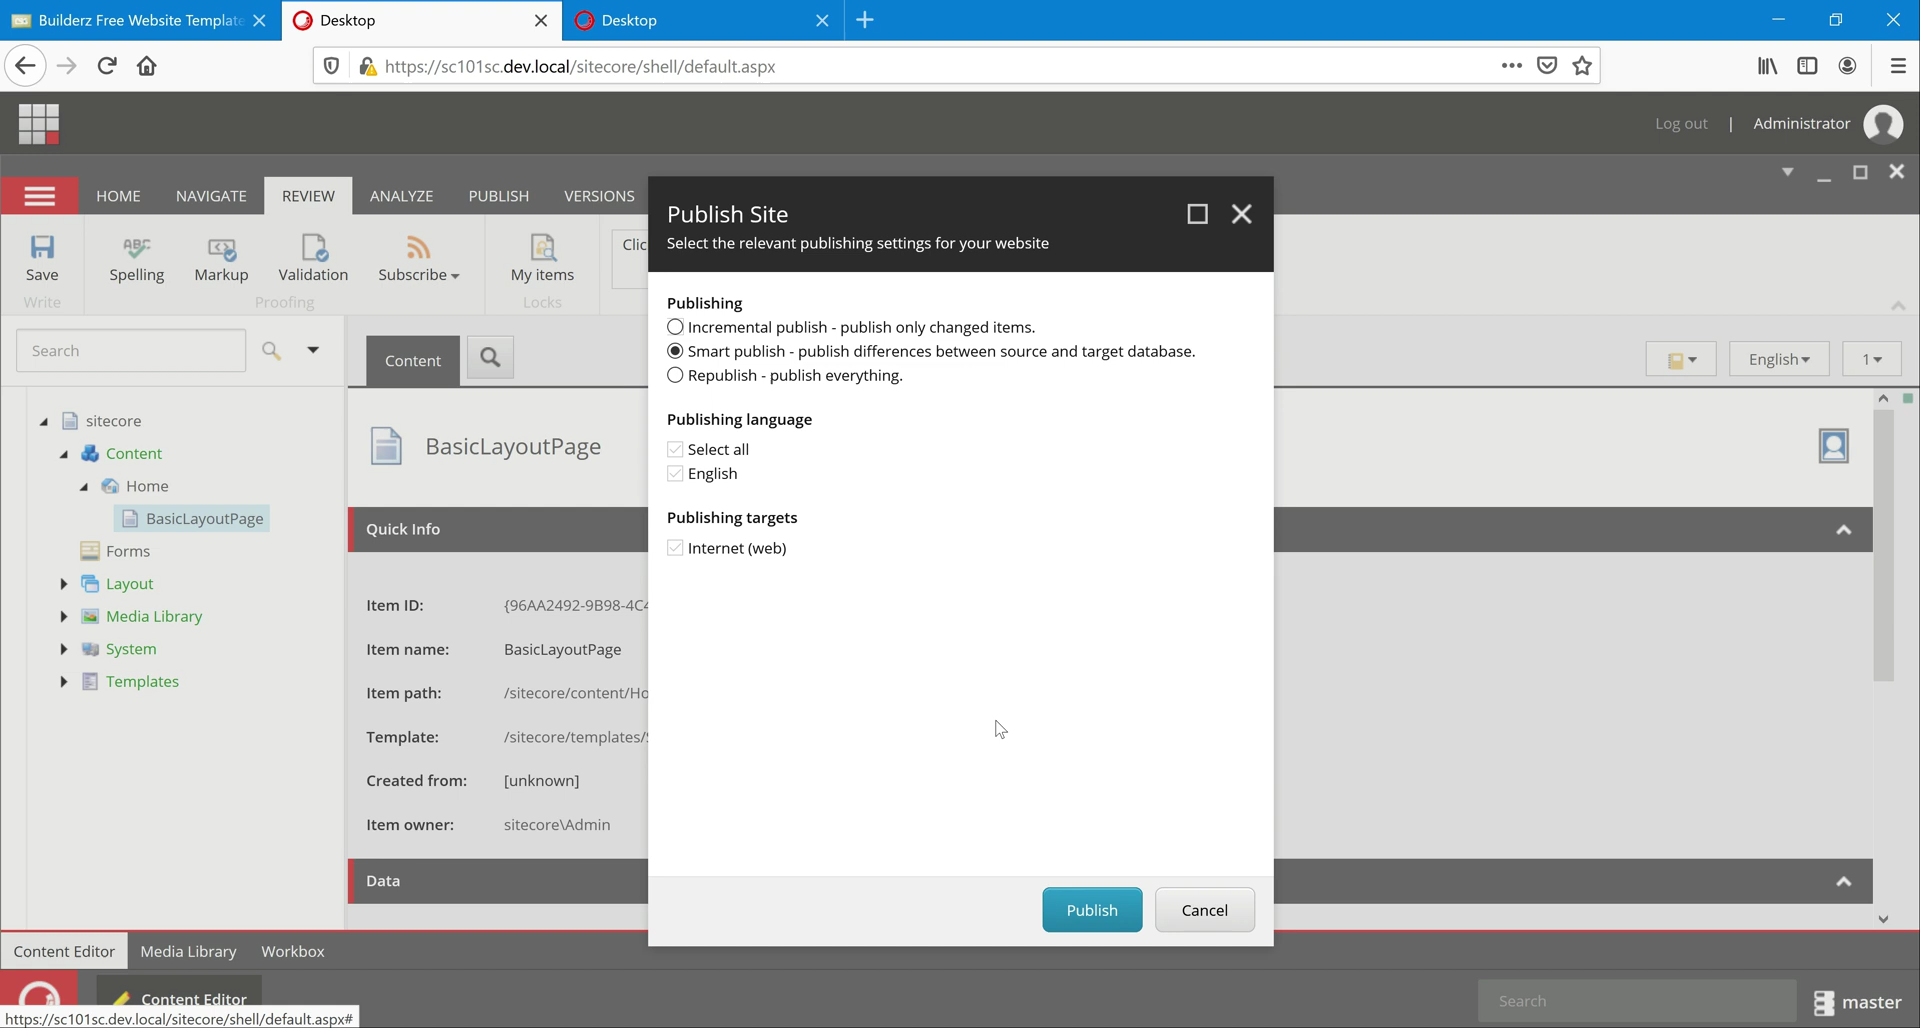 Builderz Free Website Template
Desktop
Desktop
https://sc101sc.dev.local/sitecore/shell/default.aspx
Log out | Administrator
HOME NAVIGATE REVIEW ANALYZE PUBLISH VERSIONS
Save
Write
ABC
Spelling
Markup
Validation
Subscribe
Proofing
My items
Locks
Clic
Search
sitecore
Content
Home
BasicLayoutPage
Forms
Layout
Media Library
System
Templates
Content
English
1
BasicLayoutPage
Quick Info
Item ID: {96AA2492-9B98-4C4
Item name: BasicLayoutPage
Item path: /sitecore/content/Ho
Template: /sitecore/templates/
Created from: [unknown]
Item owner: sitecore\Admin
Data
Publish Site
Select the relevant publishing settings for your website
Publishing
Incremental publish - publish only changed items.
Smart publish - publish differences between source and target database.
Republish - publish everything.
Publishing language
Select all
English
Publishing targets
Internet (web)
Publish Cancel
Content Editor Media Library Workbox
Content Editor
Search
master
https://sc101sc.dev.local/sitecore/shell/default.aspx#